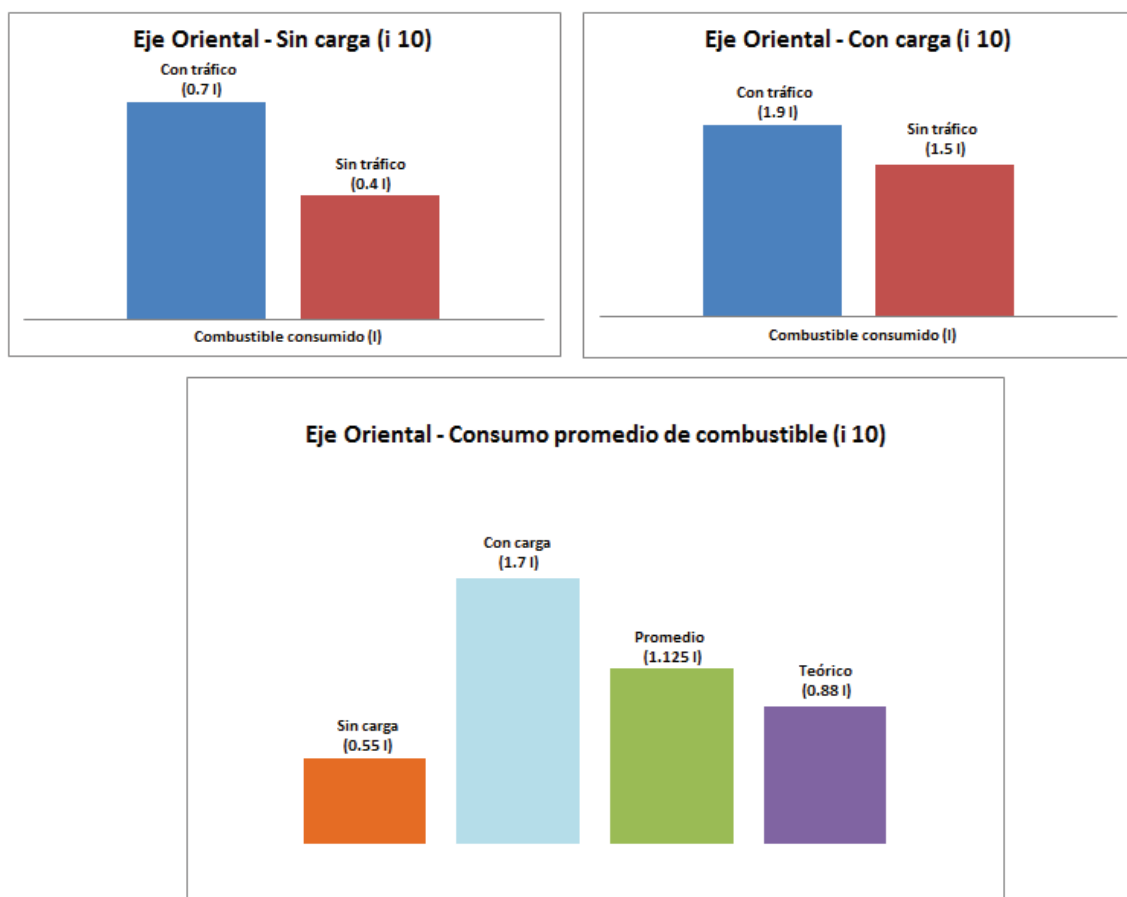 Eje Oriental - Sin carga (i 10)
Con tráfico
(0.7 l)
Sin tráfico
(0.4 l)
Combustible consumido (l)
Eje Oriental - Con carga (i 10)
Con tráfico
(1.9 l)
Sin tráfico
(1.5 l)
Combustible consumido (l)
Eje Oriental - Consumo promedio de combustible (i 10)
Con carga
(1.7 l)
Promedio
(1.125 l)
Teórico
(0.88 l)
Sin carga
(0.55 l)